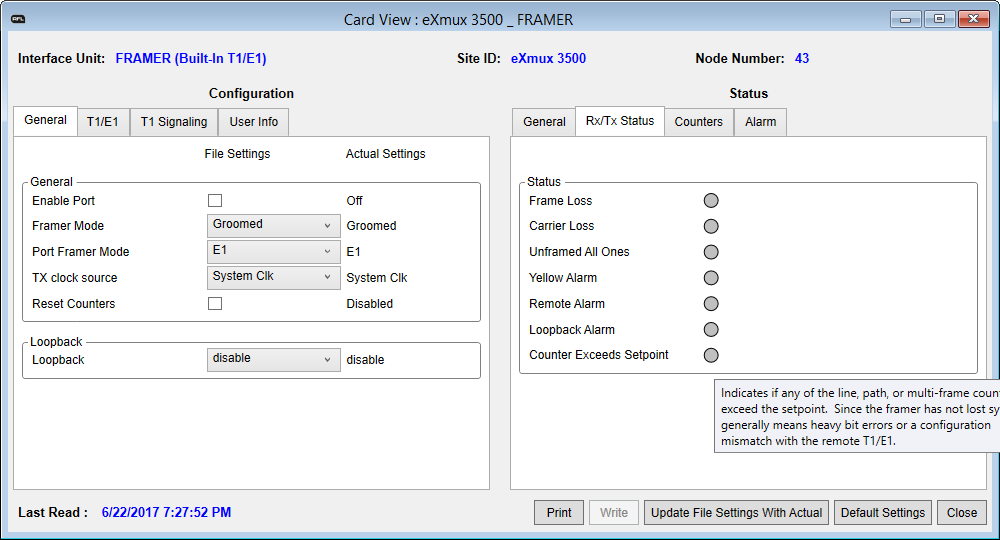 RFL
Card View : eXmux 3500 _ FRAMER
Interface Unit: FRAMER (Built-In T1/E1) Site ID: eXmux 3500 Node Number: 43
Configuration
General T1/E1 T1 Signaling User Info
File Settings Actual Settings
General
Enable Port Off
Framer Mode Groomed Groomed
Port Framer Mode E1 E1
TX clock source System Clk System Clk
Reset Counters Disabled
Loopback
Loopback disable disable
Status
General Rx/Tx Status Counters Alarm
Status
Frame Loss
Carrier Loss
Unframed All Ones
Yellow Alarm
Remote Alarm
Loopback Alarm
Counter Exceeds Setpoint
Indicates if any of the line, path, or multi-frame coun
exceed the setpoint. Since the framer has not lost sy
generally means heavy bit errors or a configuration
mismatch with the remote T1/E1.
Last Read : 6/22/2017 7:27:52 PM
Print Write Update File Settings With Actual Default Settings Close